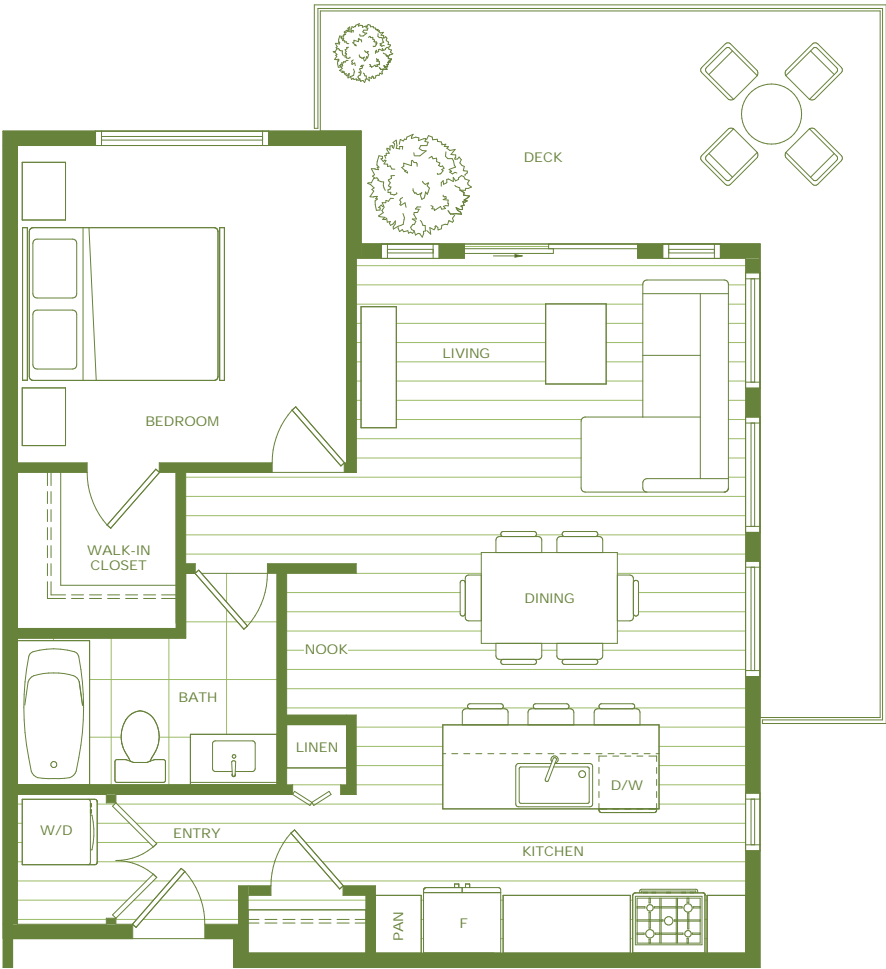 DECK
LIVING
BEDROOM
WALK-IN
CLOSET
DINING
NOOK
BATH
LINEN
D/W
W/D
ENTRY
KITCHEN
PAN
F